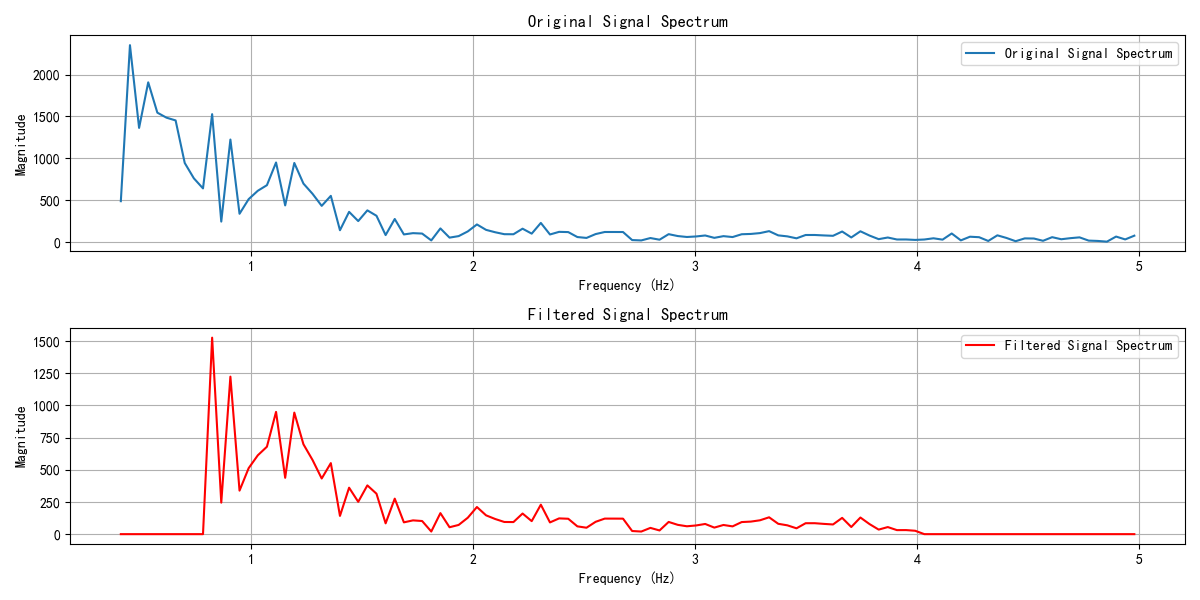 Original Signal Spectrum
Original Signal Spectrum
Magnitude
2000
1500
1000
500
0
1 2 3 4 5
Frequency (Hz)
Filtered Signal Spectrum
Filtered Signal Spectrum
Magnitude
1500
1250
1000
750
500
250
0
1 2 3 4 5
Frequency (Hz)